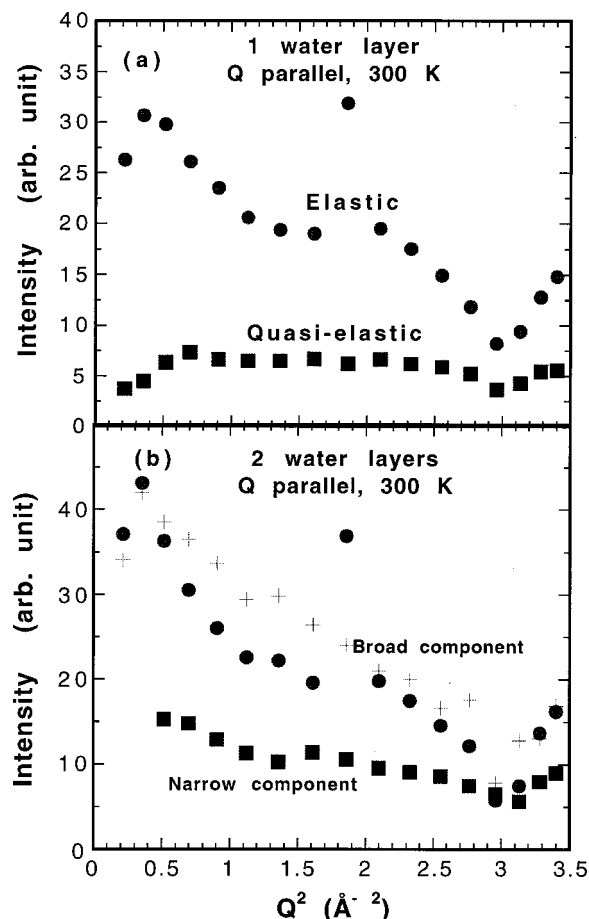 40
35
30
25
20
15
10
5
0
Intensity (arb. unit)
(a)
1 water layer
Q parallel, 300 K
Elastic
Quasi-elastic
40
30
20
10
0
Intensity (arb. unit)
(b)
2 water layers
Q parallel, 300 K
Broad component
Narrow component
0 0.5 1 1.5 2 2.5 3 3.5
Q² (Å⁻²)